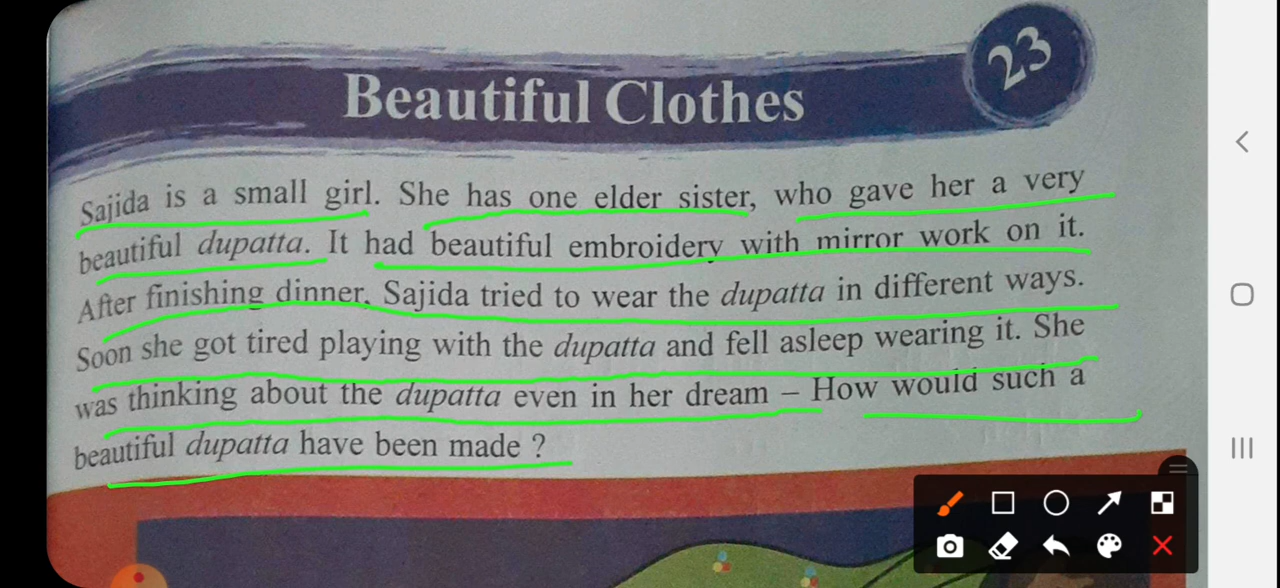 23
Beautiful Clothes
Sajida is a small girl. She has one elder sister, who gave her a very
beautiful dupatta. It had beautiful embroidery with mirror work on it.
After finishing dinner, Sajida tried to wear the dupatta in different ways.
Soon she got tired playing with the dupatta and fell asleep wearing it. She
was thinking about the dupatta even in her dream – How would such a
beautiful dupatta have been made ?